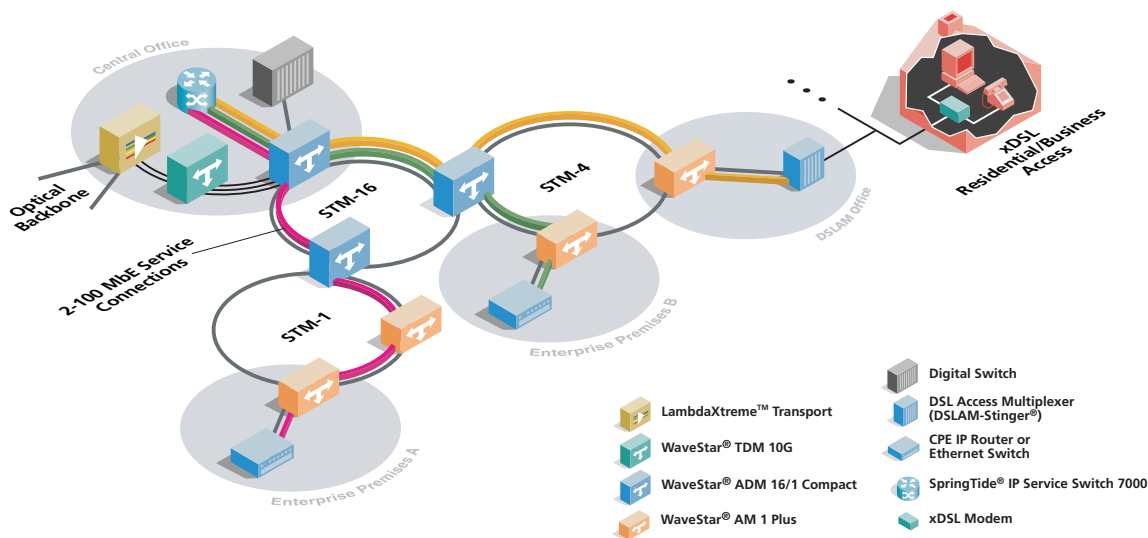 Central Office
Optical
Backbone
STM-16
STM-4
DSLAM Office
xDSL
Residential/Business
Access
2-100 MbE Service
Connections
STM-1
Enterprise Premises B
Enterprise Premises A
LambdaXtreme™ Transport
WaveStar® TDM 10G
WaveStar® ADM 16/1 Compact
WaveStar® AM 1 Plus
Digital Switch
DSL Access Multiplexer
(DSLAM-Stinger®)
CPE IP Router or
Ethernet Switch
SpringTide® IP Service Switch 7000
xDSL Modem